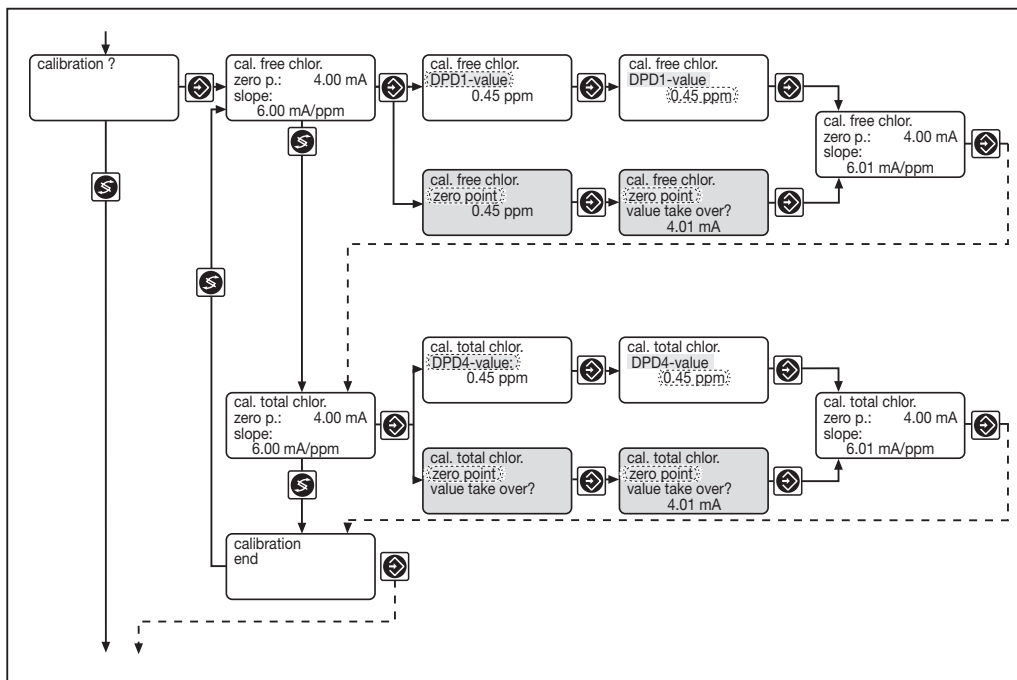 calibration ?
cal. free chlor.
zero p.: 4.00 mA
slope:
6.00 mA/ppm
cal. free chlor.
DPD1-value
0.45 ppm
cal. free chlor.
DPD1-value
0.45 ppm
cal. free chlor.
zero p.: 4.00 mA
slope:
6.01 mA/ppm
cal. free chlor.
zero point
0.45 ppm
cal. free chlor.
zero point
value take over?
4.01 mA
cal. total chlor.
zero p.: 4.00 mA
slope:
6.00 mA/ppm
cal. total chlor.
DPD4-value:
0.45 ppm
cal. total chlor.
DPD4-value
0.45 ppm
cal. total chlor.
zero p.: 4.00 mA
slope:
6.01 mA/ppm
cal. total chlor.
zero point
value take over?
cal. total chlor.
zero point
value take over?
4.01 mA
calibration
end